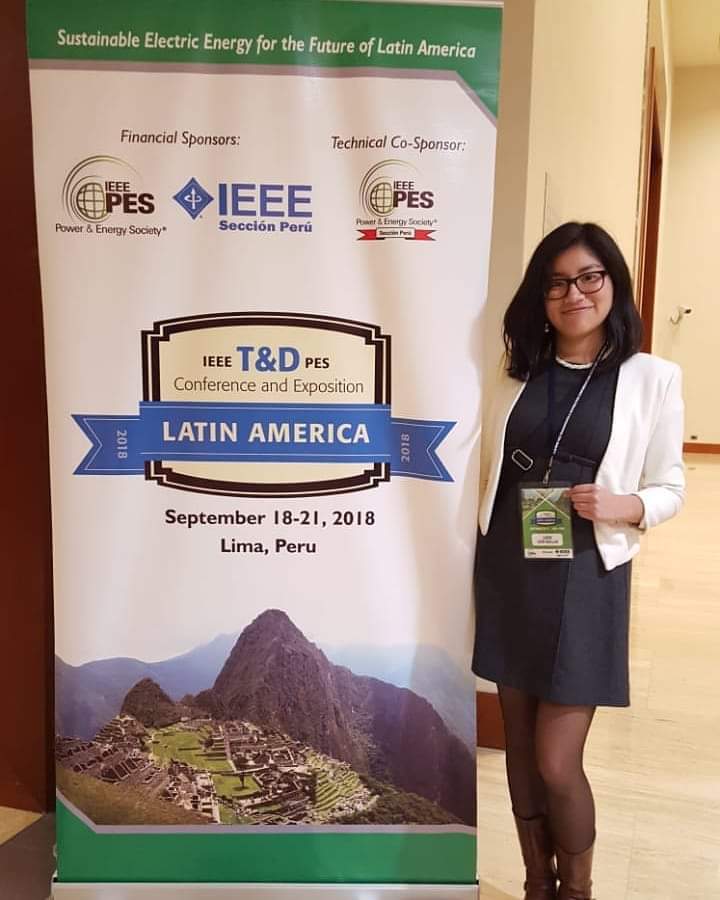 Sustainable Electric Energy for the Future of Latin America
Financial Sponsors:
Technical Co-Sponsor:
IEEE
PES
Power & Energy Society®
IEEE
Sección Perú
IEEE
PES
Power & Energy Society®
Sección Perú
IEEE T&D PES
Conference and Exposition
2018
LATIN AMERICA
2018
September 18-21, 2018
Lima, Peru